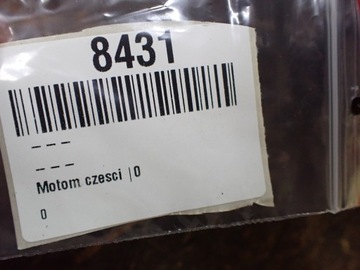 8431
---
---
Motom czesci |0
0